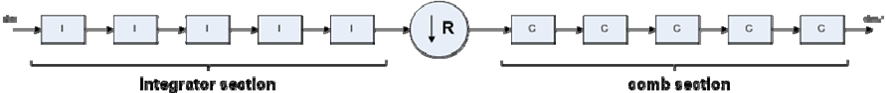 I I I I I ↓ R C C C C C
integrator section comb section